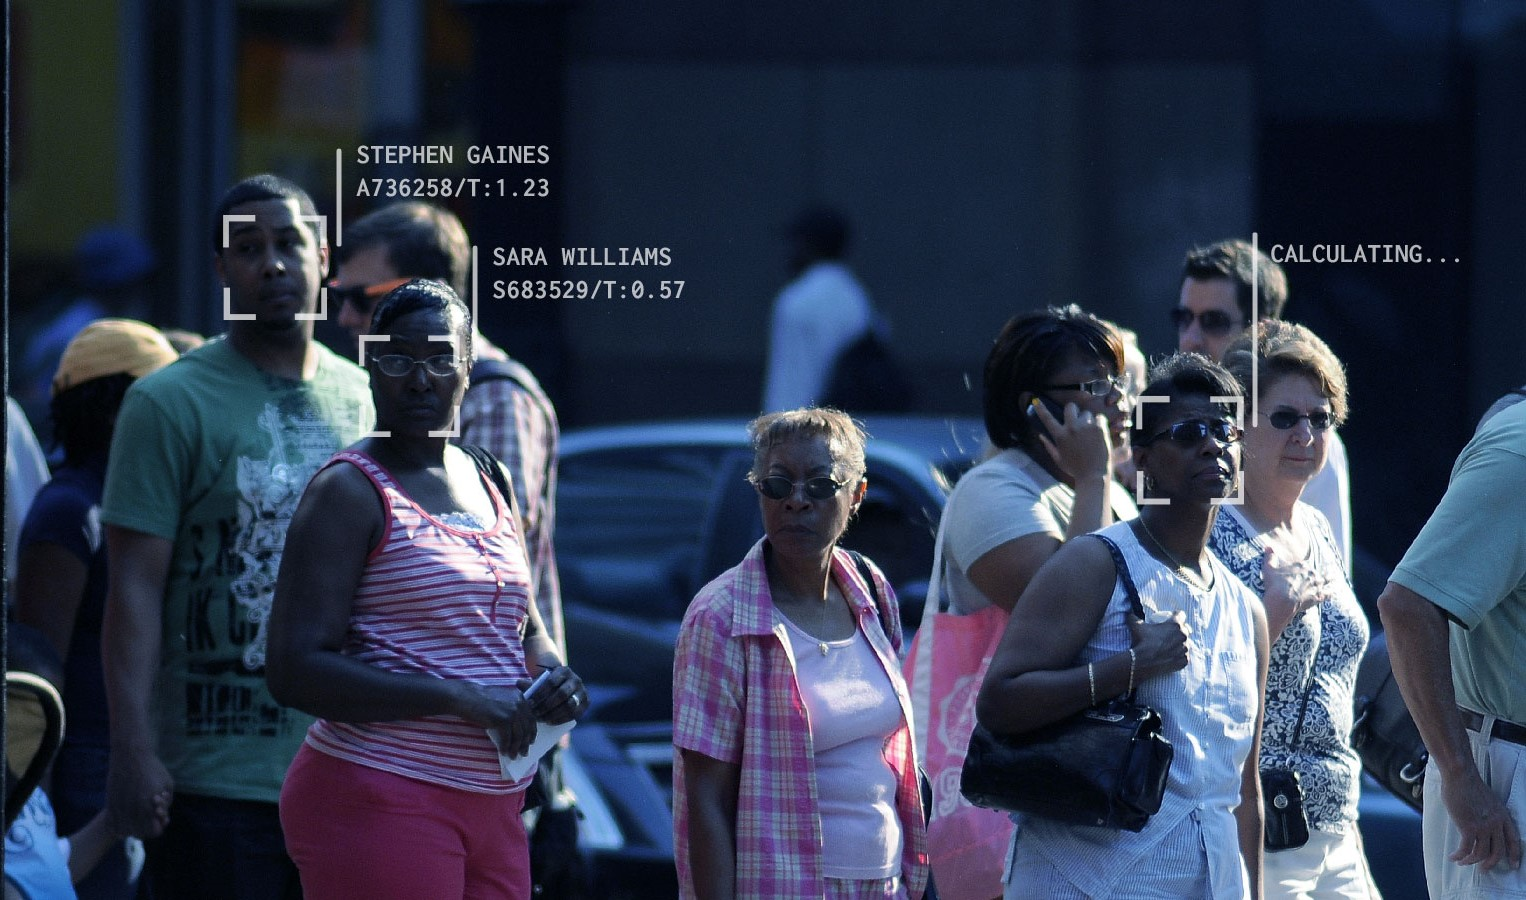 STEPHEN GAINES
A736258/T:1.23
SARA WILLIAMS
S683529/T:0.57
CALCULATING...